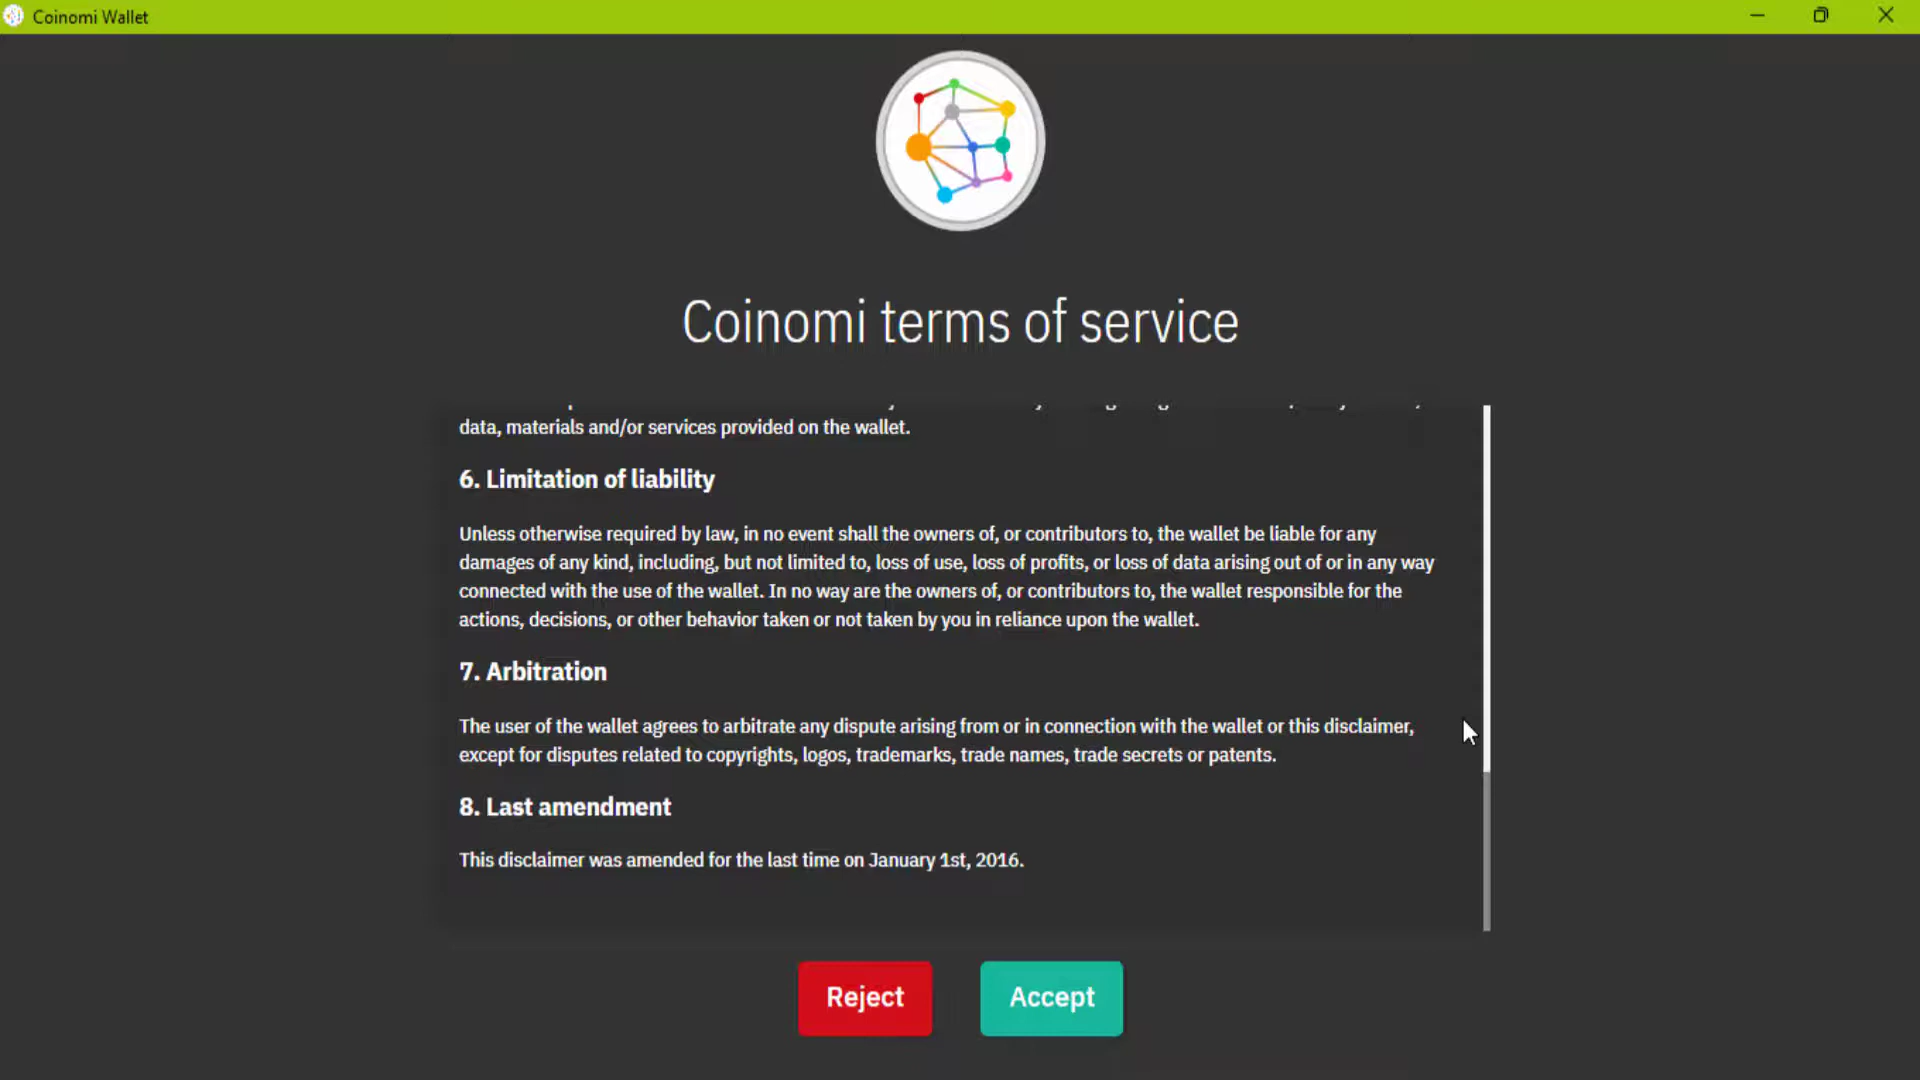 Coinomi Wallet
Coinomi terms of service
data, materials and/or services provided on the wallet.
6. Limitation of liability
Unless otherwise required by law, in no event shall the owners of, or contributors to, the wallet be liable for any
damages of any kind, including, but not limited to, loss of use, loss of profits, or loss of data arising out of or in any way
connected with the use of the wallet. In no way are the owners of, or contributors to, the wallet responsible for the
actions, decisions, or other behavior taken or not taken by you in reliance upon the wallet.
7. Arbitration
The user of the wallet agrees to arbitrate any dispute arising from or in connection with the wallet or this disclaimer,
except for disputes related to copyrights, logos, trademarks, trade names, trade secrets or patents.
8. Last amendment
This disclaimer was amended for the last time on January 1st, 2016.
Reject
Accept